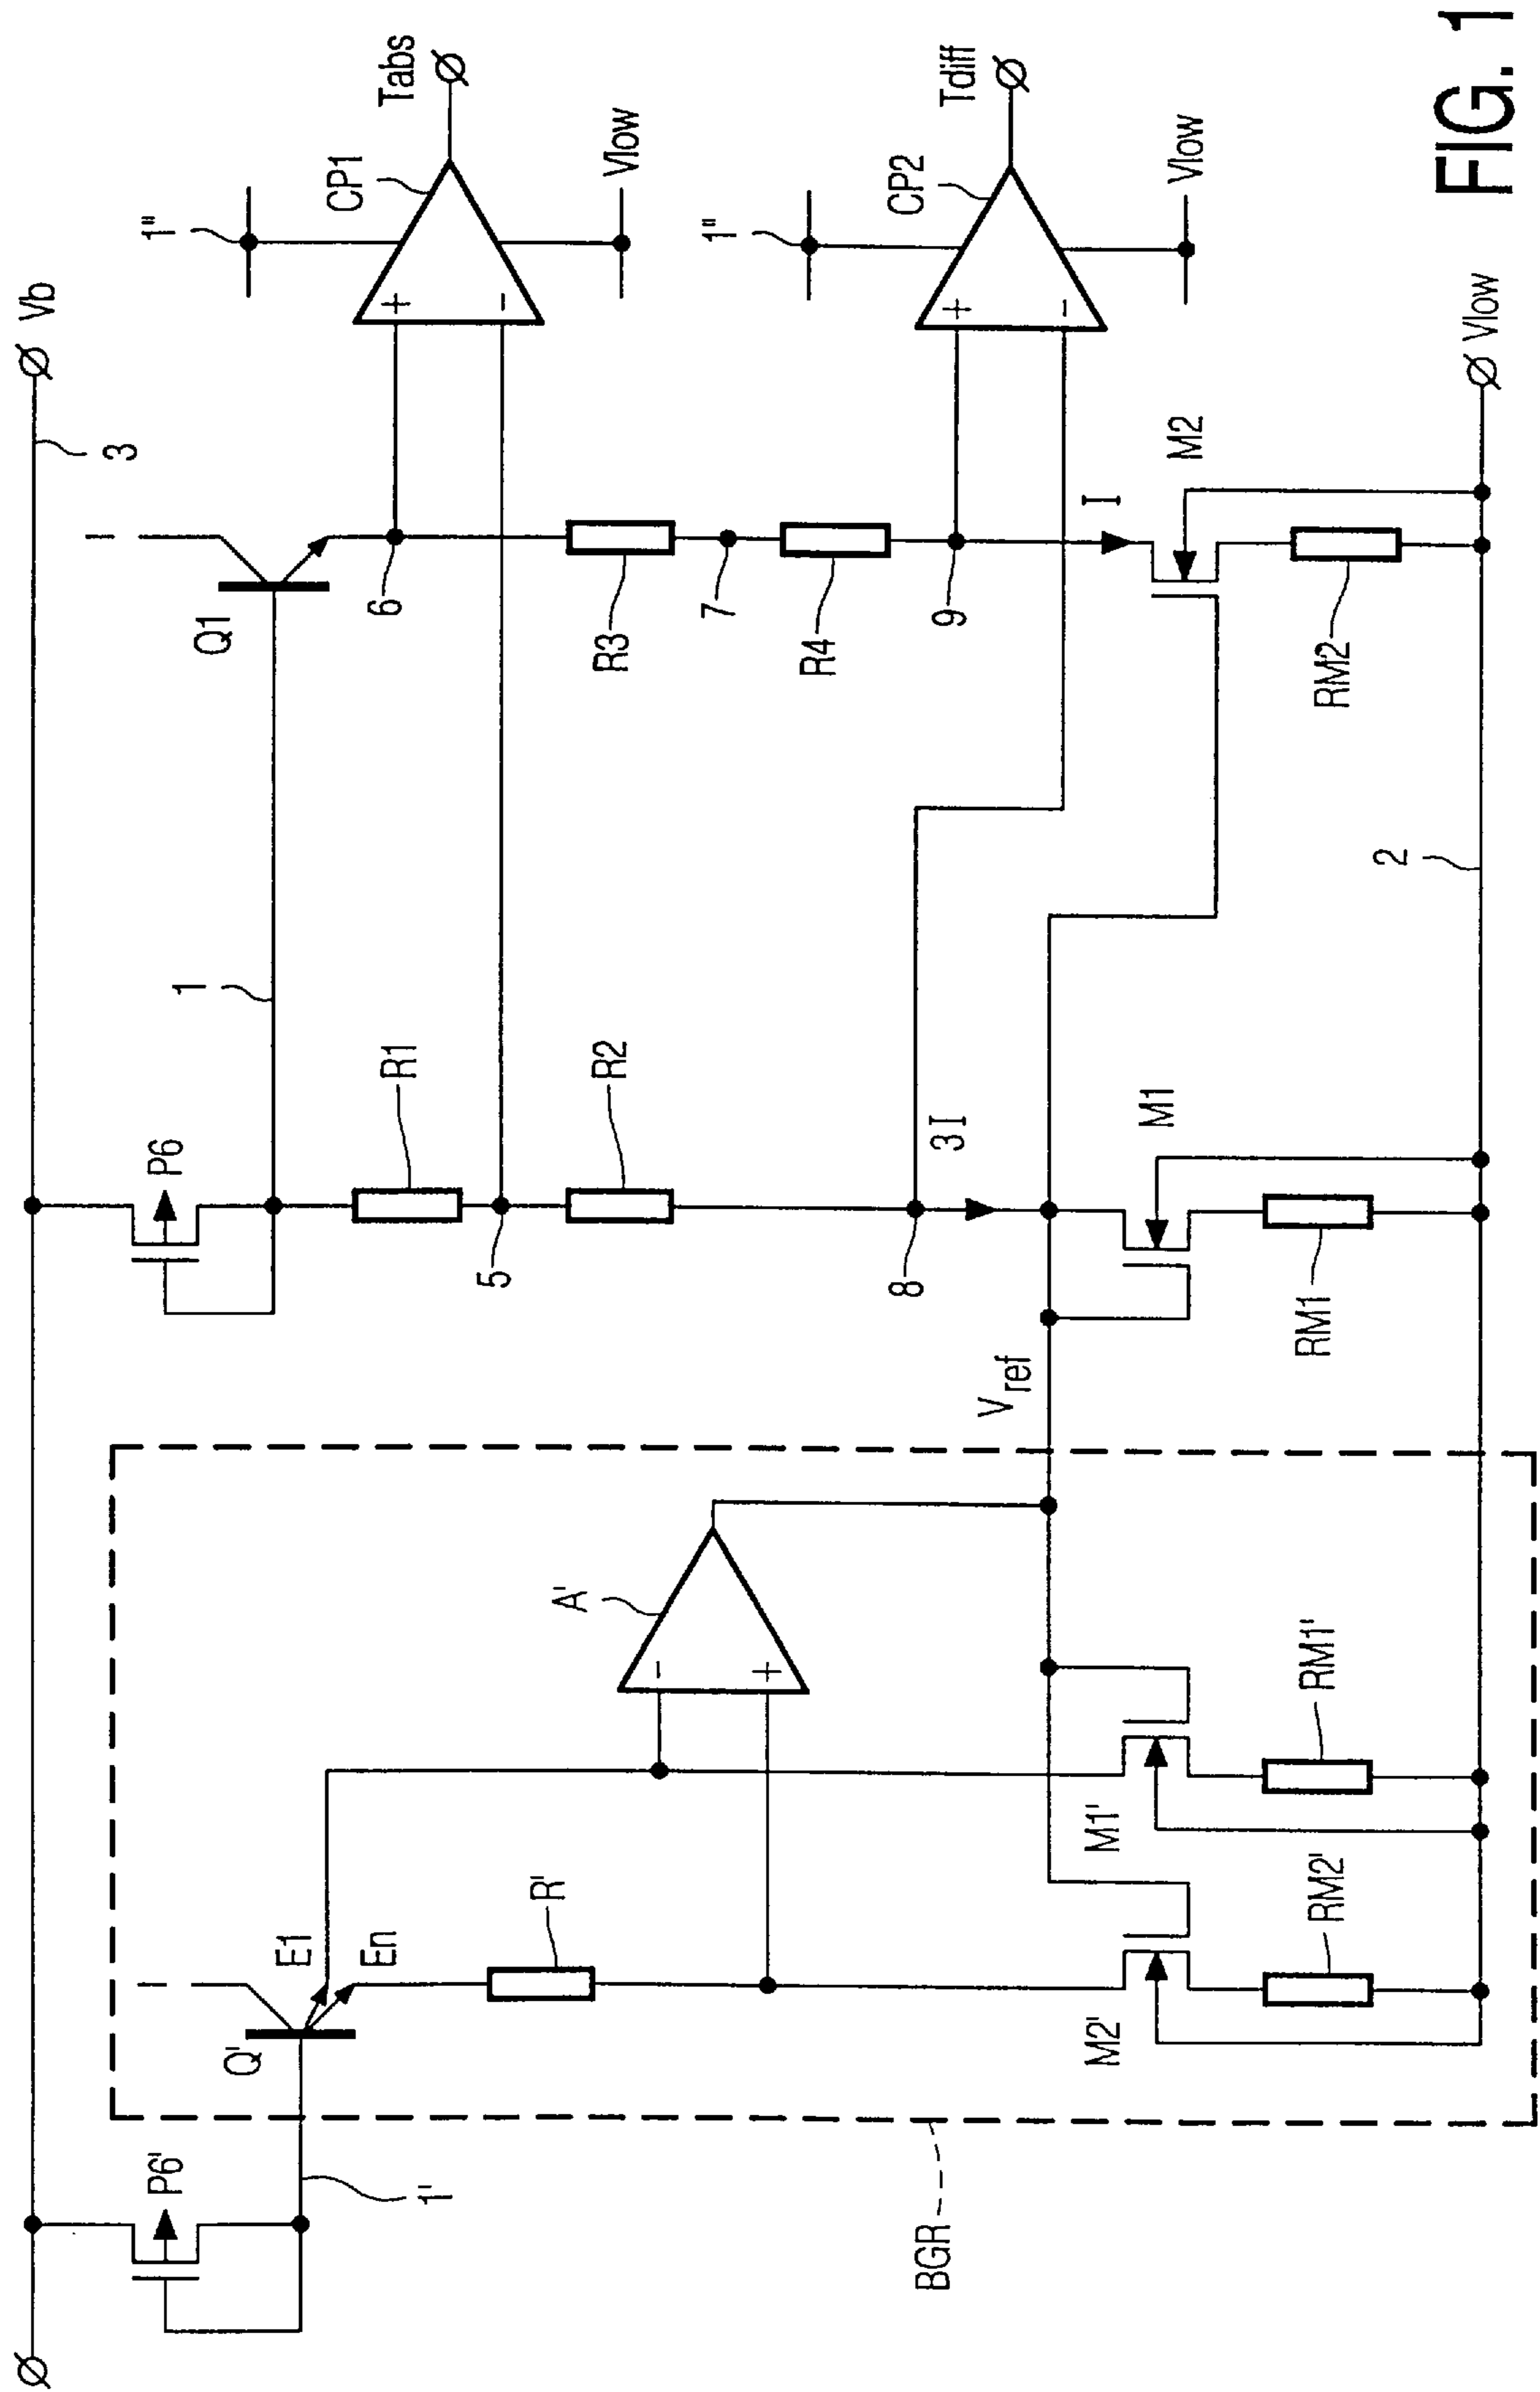 Vb
3
P6'
1'
Q'
E1
En
R'
A'
-
+
BGR
M2'
M1'
RM2'
RM1'
Vref
P6
1
R1
5
R2
8
3I
M1
RM1
2
Q1
6
R3
7
R4
9
I
M2
RM2
Vlow
1"
CP1
+
-
Tabs
Vlow
1"
CP2
+
-
Tdiff
Vlow
FIG. 1